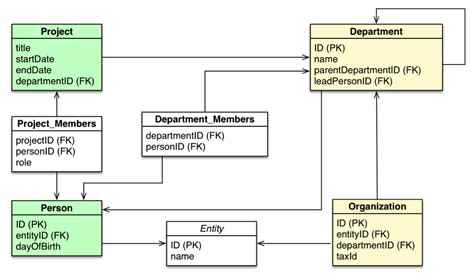 Project
title
startDate
endDate
departmentID (FK)
Department
ID (PK)
name
parentDepartmentID (FK)
leadPersonID (FK)
Project_Members
projectID (FK)
personID (FK)
role
Department_Members
departmentID (FK)
personID (FK)
Person
ID (PK)
entityID (FK)
dayOfBirth
Entity
ID (PK)
name
Organization
ID (PK)
entityID (FK)
departmentID (FK)
taxId